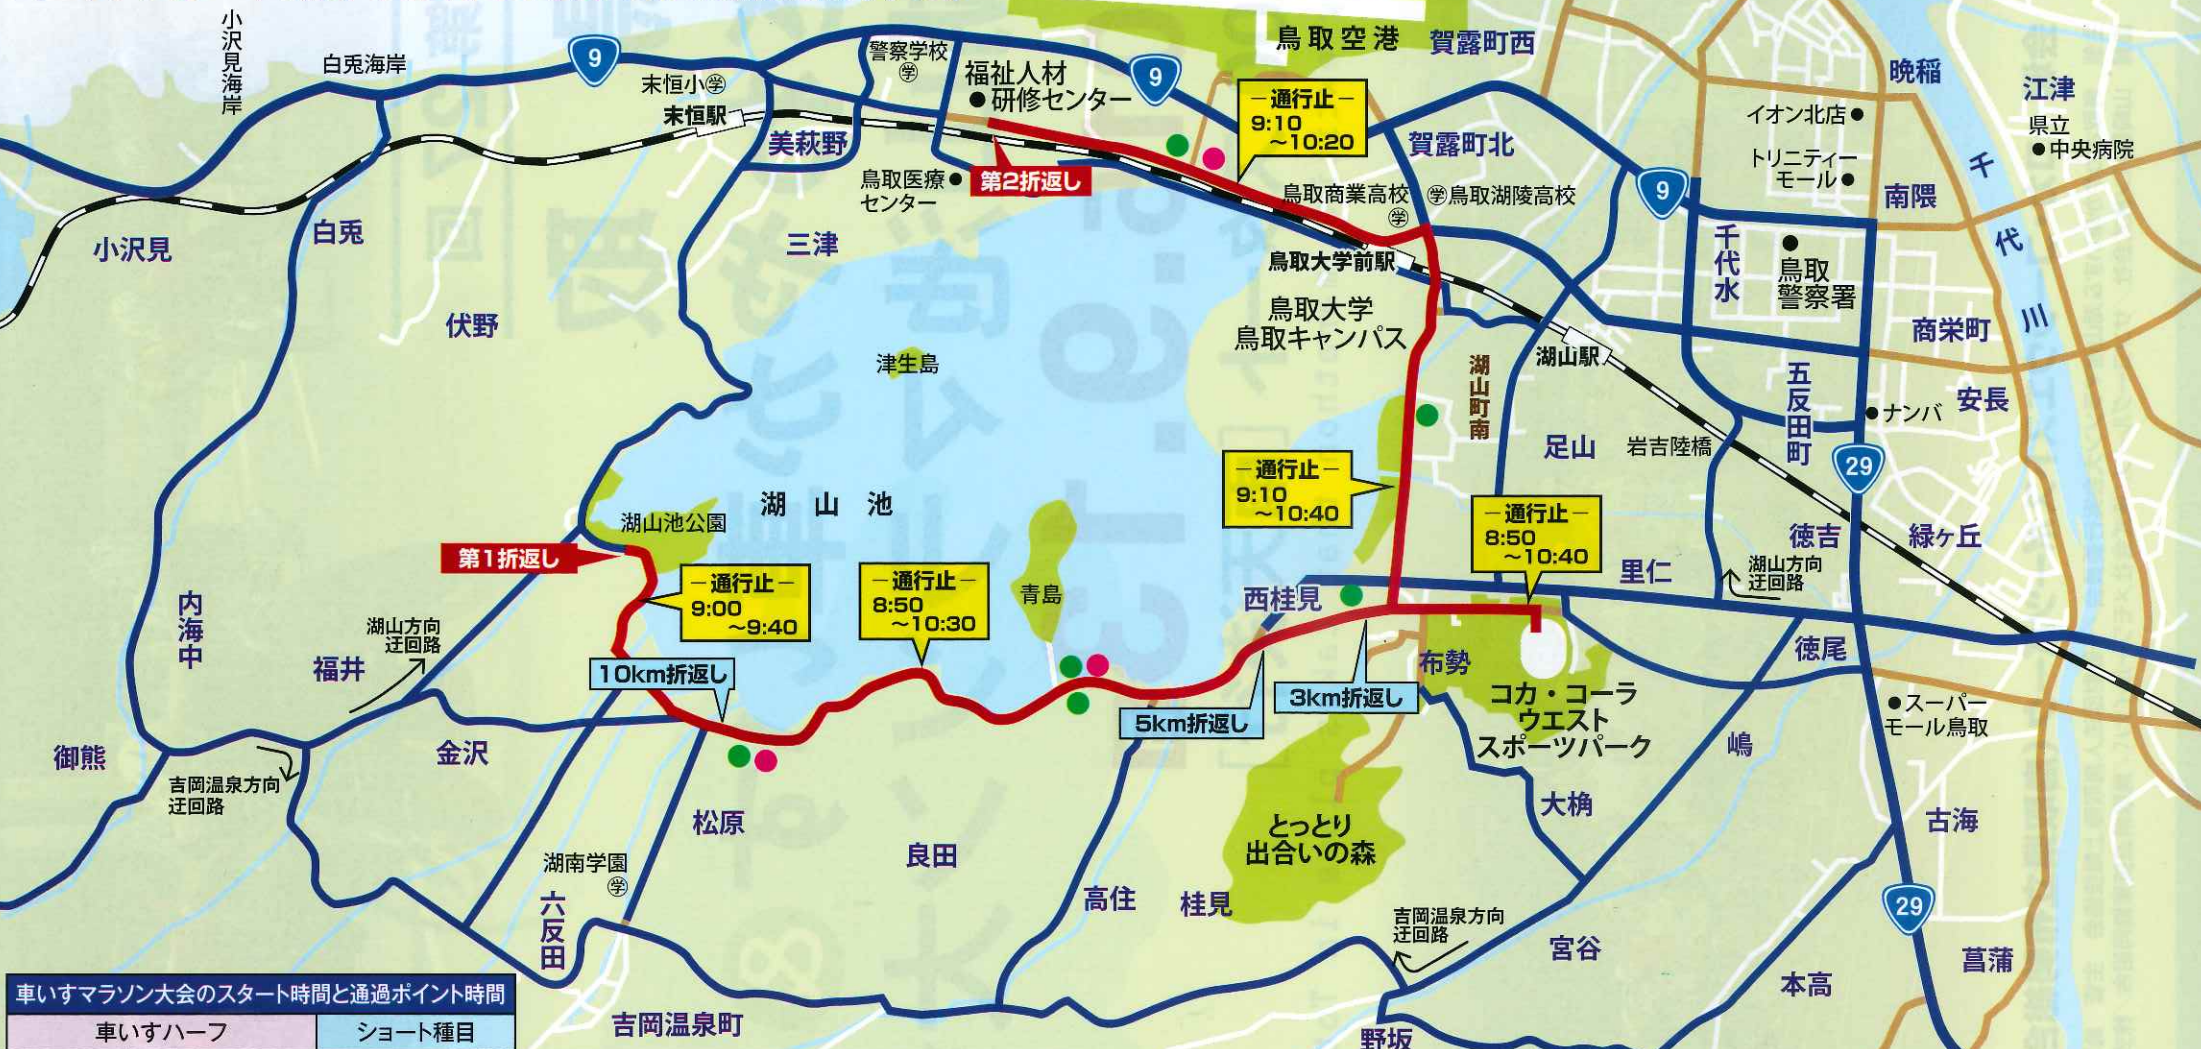 小沢見海岸
白兎海岸
9
末恒小 学
末恒駅
警察学校
学
福祉人材
●研修センター
9
鳥取空港
賀露町西
晩稲
江津
イオン北店●
県立
●中央病院
トリニティー
モール●
－通行止－
9:10
～10:20
美萩野
賀露町北
鳥取医療●
センター
第2折返し
鳥取商業高校
学
学鳥取湖陵高校
9
南隈
千代川
小沢見
白兎
三津
鳥取大学前駅
千代水
●
鳥取
警察署
伏野
鳥取大学
鳥取キャンパス
商栄町
津生島
湖山駅
湖山町南
五反田町
●ナンバ
安長
足山
岩吉陸橋
29
－通行止－
9:10
～10:40
湖山池
湖山池公園
－通行止－
8:50
～10:40
徳吉
緑ヶ丘
第1折返し
－通行止－
9:00
～9:40
－通行止－
8:50
～10:30
青島
西桂見
里仁
湖山方向
迂回路
内海中
湖山方向
迂回路
福井
10km折返し
布勢
徳尾
5km折返し
3km折返し
コカ・コーラ
ウエスト
スポーツパーク
●スーパー
モール鳥取
嶋
御熊
金沢
吉岡温泉方向
迂回路
松原
大桷
とっとり
出合いの森
古海
良田
湖南学園
学
六反田
高住
桂見
29
吉岡温泉方向
迂回路
宮谷
菖蒲
本高
車いすマラソン大会のスタート時間と通過ポイント時間
車いすハーフ
ショート種目
吉岡温泉町
野坂